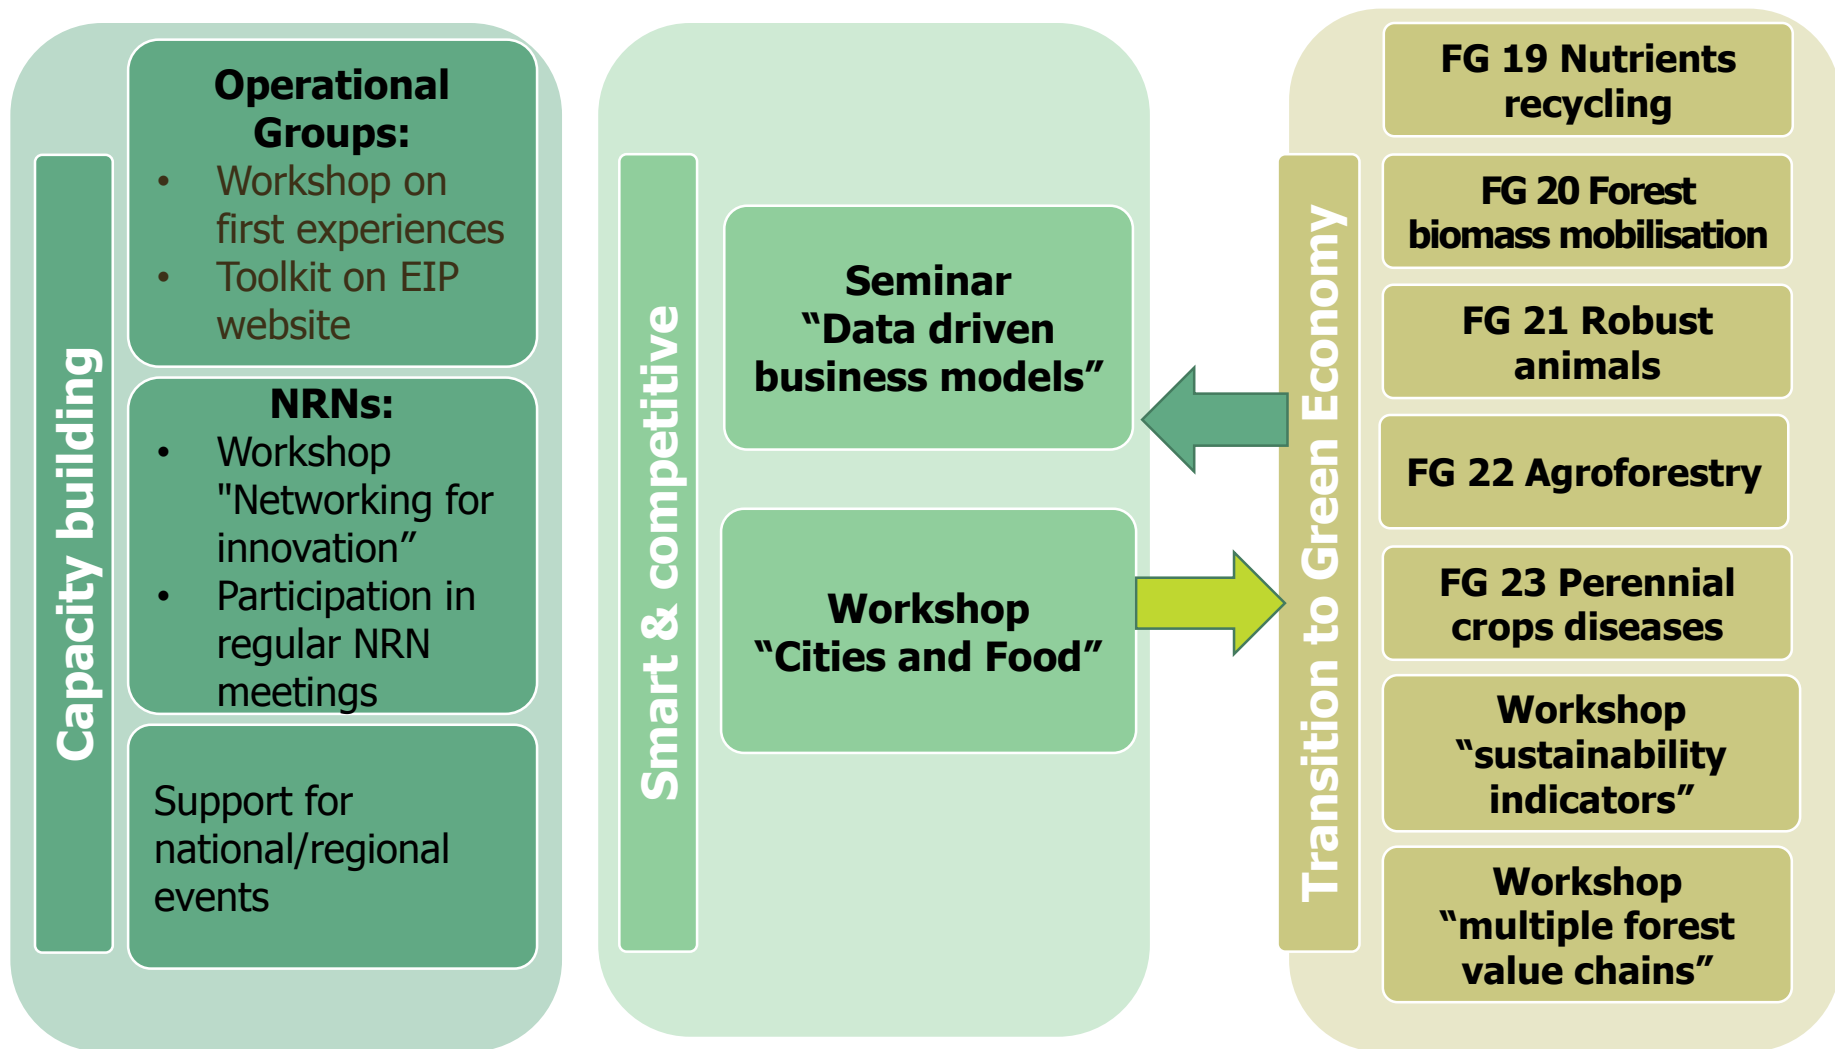 Capacity building
Operational
Groups:
• Workshop on
first experiences
• Toolkit on EIP
website
NRNs:
• Workshop
"Networking for
innovation”
• Participation in
regular NRN
meetings
Support for
national/regional
events
Smart & competitive
Seminar
“Data driven
business models”
Workshop
“Cities and Food”
Transition to Green Economy
FG 19 Nutrients
recycling
FG 20 Forest
biomass mobilisation
FG 21 Robust
animals
FG 22 Agroforestry
FG 23 Perennial
crops diseases
Workshop
“sustainability
indicators”
Workshop
“multiple forest
value chains”